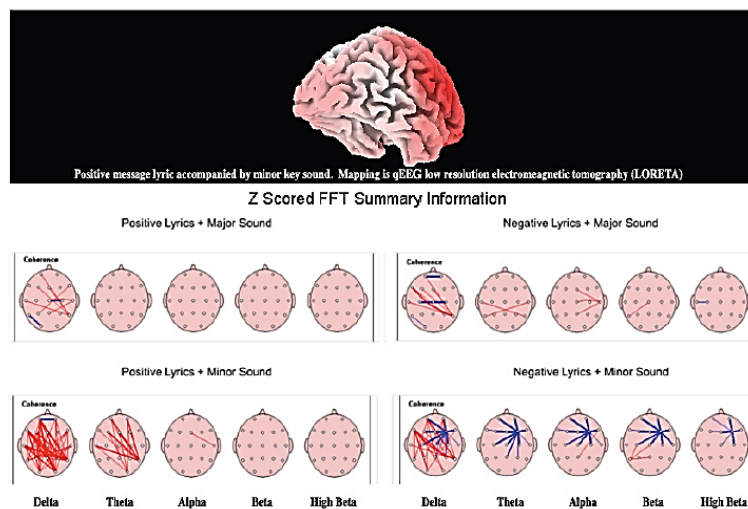 Positive message lyric accompanied by minor key sound. Mapping is qEEG low resolution electromeagnetic tomography (LORETA)
Z Scored FFT Summary Information
Positive Lyrics + Major Sound
Negative Lyrics + Major Sound
Coherence
Coherence
Positive Lyrics + Minor Sound
Negative Lyrics + Minor Sound
Coherence
Coherence
Delta Theta Alpha Beta High Beta
Delta Theta Alpha Beta High Beta